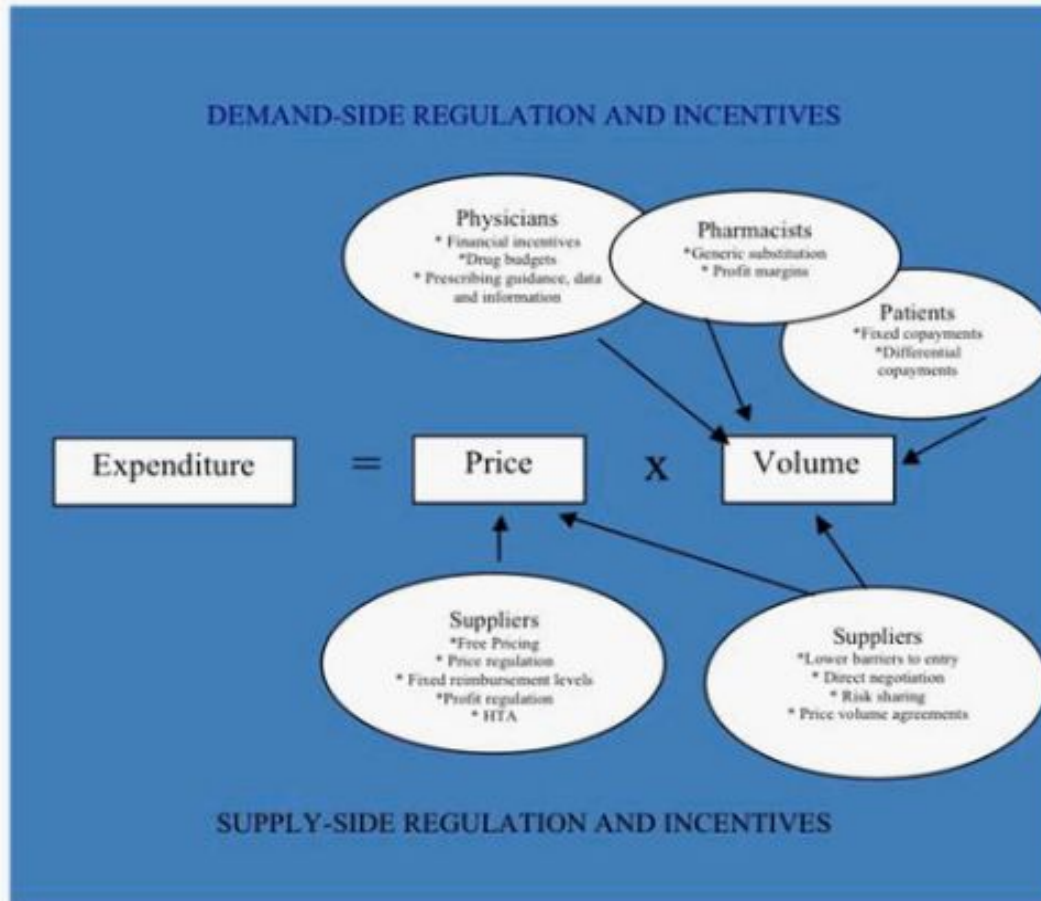 DEMAND-SIDE REGULATION AND INCENTIVES
Physicians
* Financial incentives
*Drug budgets
* Prescribing guidance, data
and information
Pharmacists
*Generic substitution
* Profit margins
Patients
*Fixed copayments
*Differential
copayments
Expenditure = Price x Volume
Suppliers
*Free Pricing
* Price regulation
* Fixed reimbursement levels
*Profit regulation
* HTA
Suppliers
*Lower barriers to entry
* Direct negotiation
* Risk sharing
* Price volume agreements
SUPPLY-SIDE REGULATION AND INCENTIVES